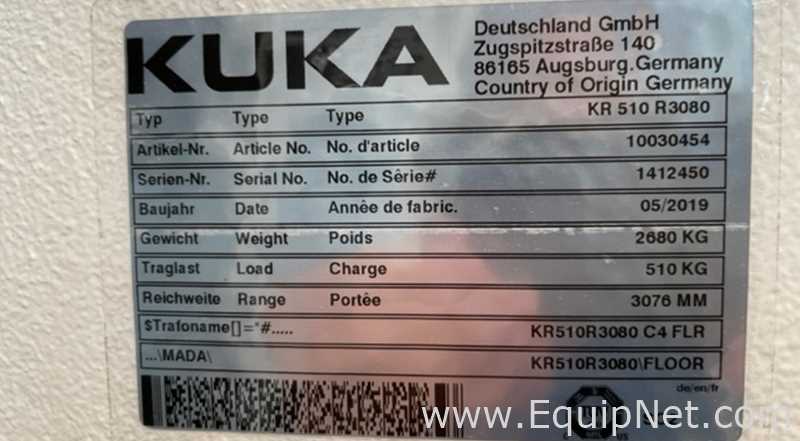 KUKA
Deutschland GmbH
Zugspitzstraße 140
86165 Augsburg.Germany
Country of Origin Germany
Typ Type Type KR 510 R3080
Artikel-Nr. Article No. No. d'article 10030454
Serien-Nr. Serial No. No. de Série# 1412450
Baujahr Date Année de fabric. 05/2019
Gewicht Weight Poids 2680 KG
Traglast Load Charge 510 KG
Reichweite Range Portée 3076 MM
$Trafoname[]="#..... KR510R3080 C4 FLR
...\MADA\ KR510R3080\FLOOR
de/en/fr
www.EquipNet.com